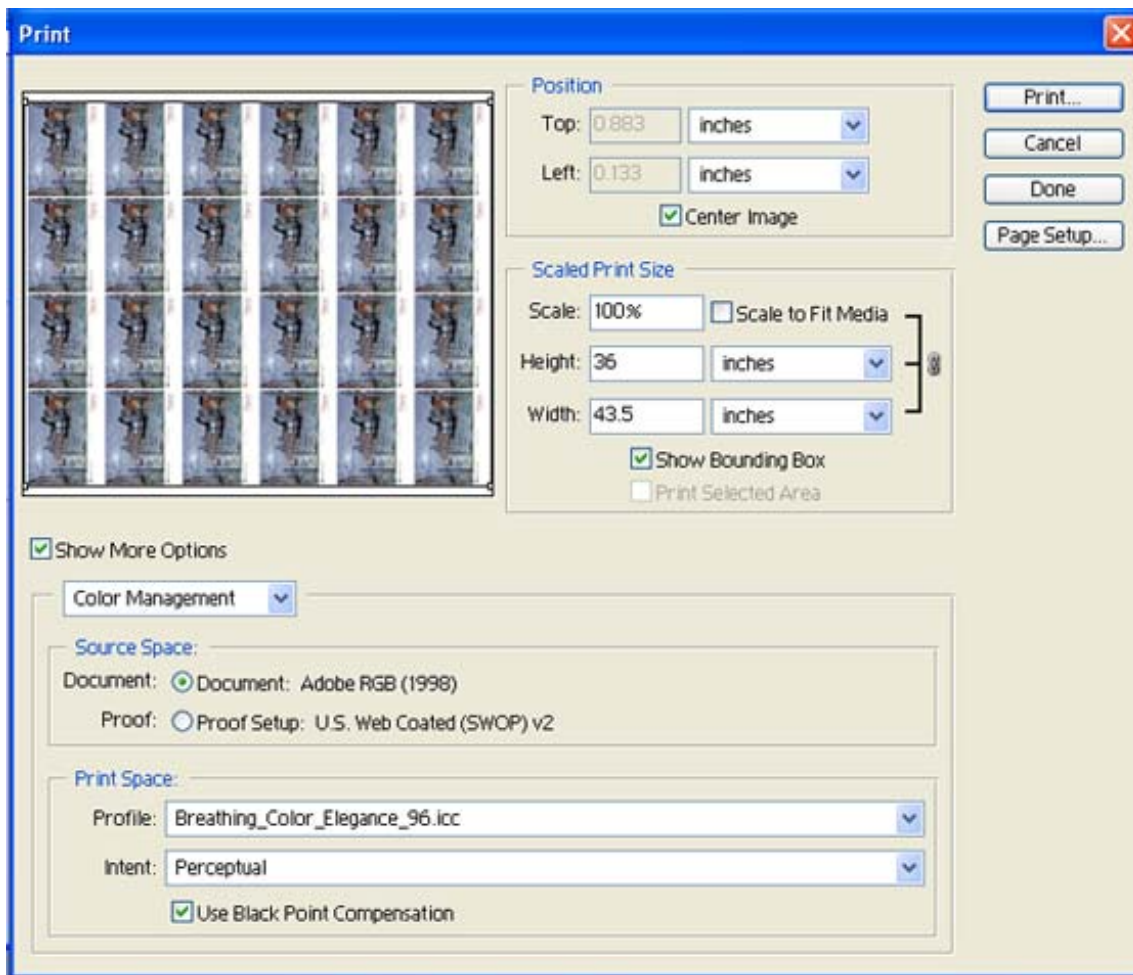 Print
Position
Top: 0.883 inches
Left: 0.133 inches
Center Image
Print...
Cancel
Done
Page Setup...
Scaled Print Size
Scale: 100% Scale to Fit Media
Height: 36 inches
Width: 43.5 inches
Show Bounding Box
Print Selected Area
Show More Options
Color Management
Source Space:
Document: Document: Adobe RGB (1998)
Proof: Proof Setup: U.S. Web Coated (SWOP) v2
Print Space:
Profile: Breathing_Color_Elegance_96.icc
Intent: Perceptual
Use Black Point Compensation